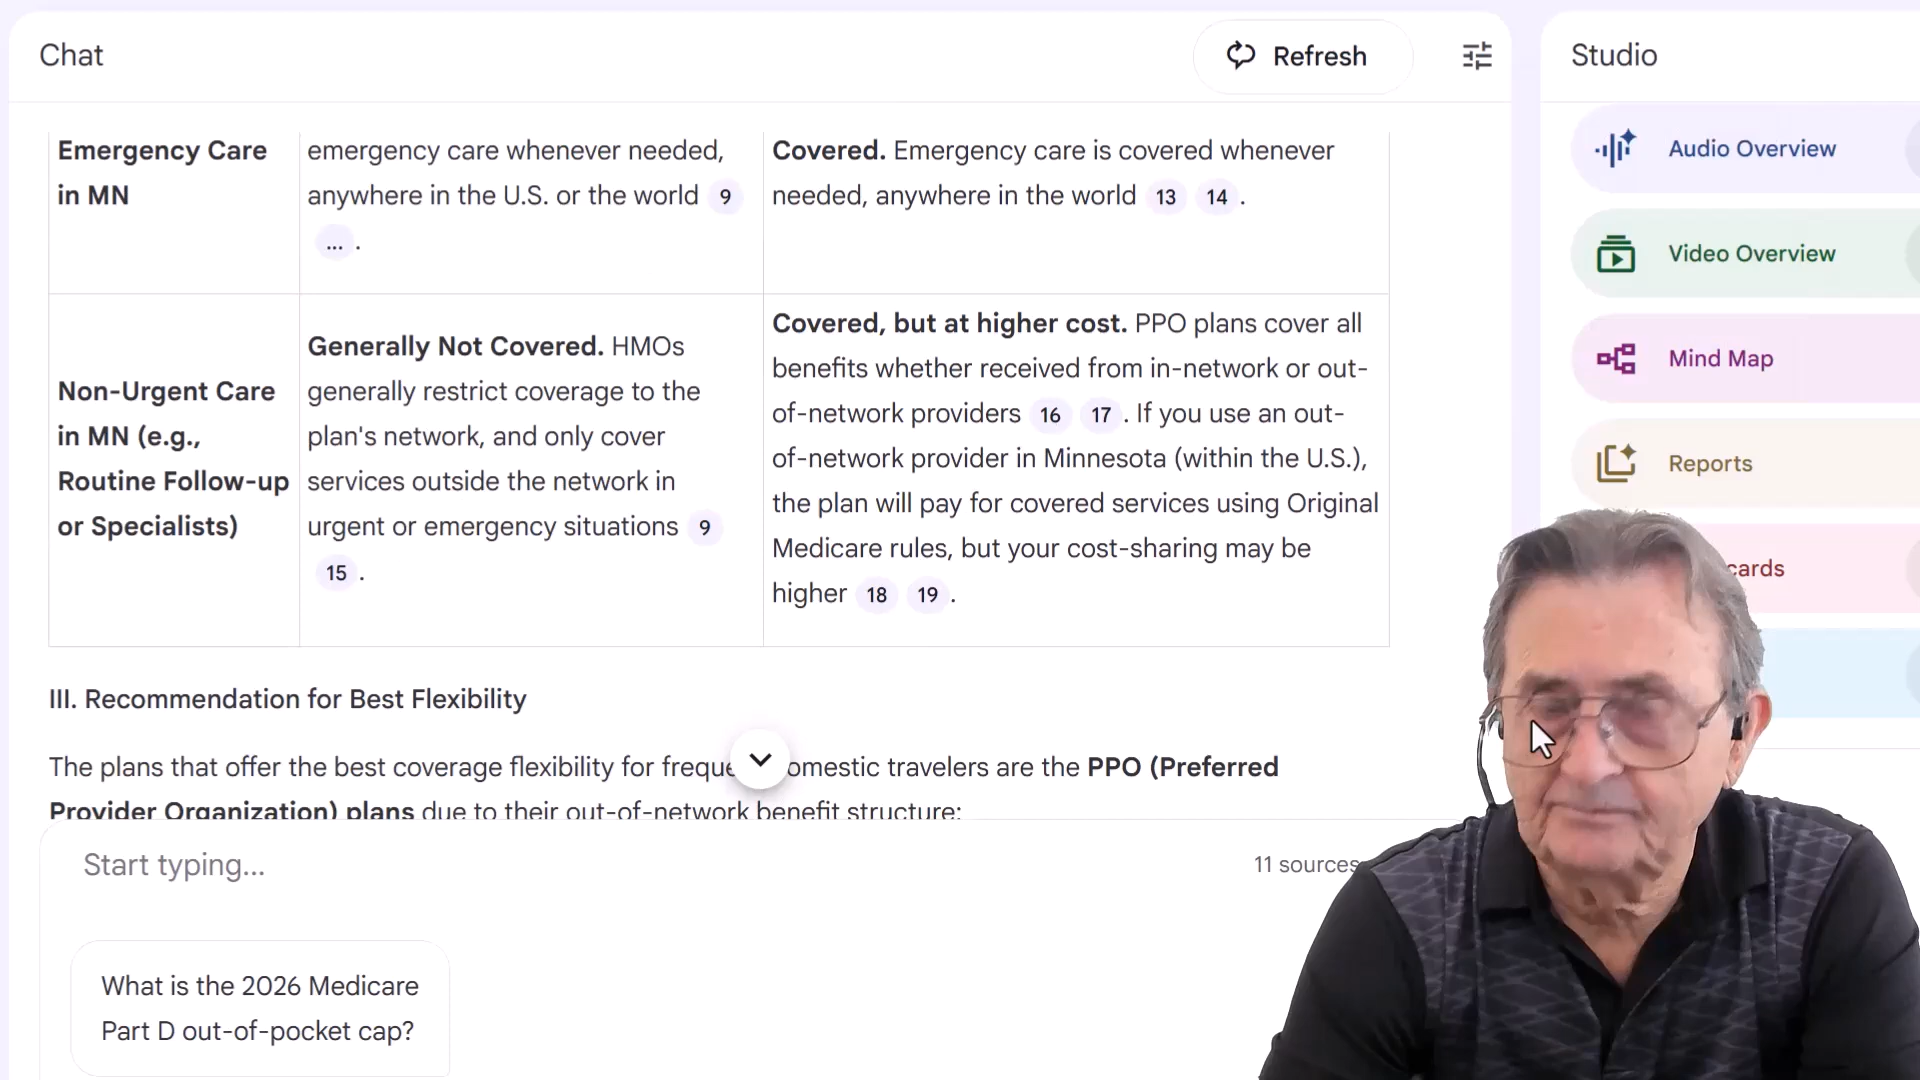 Chat
Refresh
Studio
Emergency Care
in MN
emergency care whenever needed,
anywhere in the U.S. or the world 9
... .
Covered. Emergency care is covered whenever
needed, anywhere in the world 13 14 .
Non-Urgent Care
in MN (e.g.,
Routine Follow-up
or Specialists)
Generally Not Covered. HMOs
generally restrict coverage to the
plan's network, and only cover
services outside the network in
urgent or emergency situations 9
15 .
Covered, but at higher cost. PPO plans cover all
benefits whether received from in-network or out-
of-network providers 16 17 . If you use an out-
of-network provider in Minnesota (within the U.S.),
the plan will pay for covered services using Original
Medicare rules, but your cost-sharing may be
higher 18 19 .
III. Recommendation for Best Flexibility
The plans that offer the best coverage flexibility for freque omestic travelers are the PPO (Preferred
Provider Organization) plans due to their out-of-network benefit structure:
Start typing...
11 sources
What is the 2026 Medicare
Part D out-of-pocket cap?
Audio Overview
Video Overview
Mind Map
Reports
cards